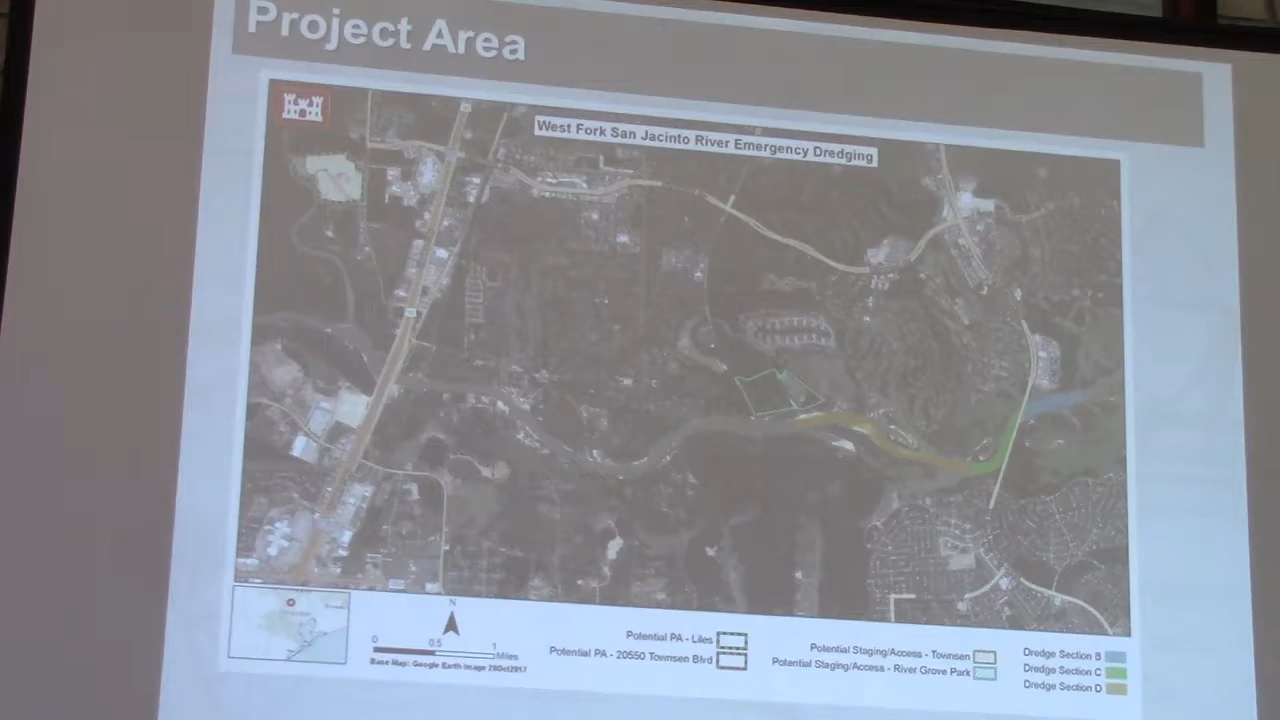 Project Area
West Fork San Jacinto River Emergency Dredging
N
0 0.5 1
Miles
Base Map: Google Earth Image 28Oct2017
Potential PA - Liles
Potential PA - 20550 Townsen Blvd
Potential Staging/Access - Townsen
Potential Staging/Access - River Grove Park
Dredge Section B
Dredge Section C
Dredge Section D